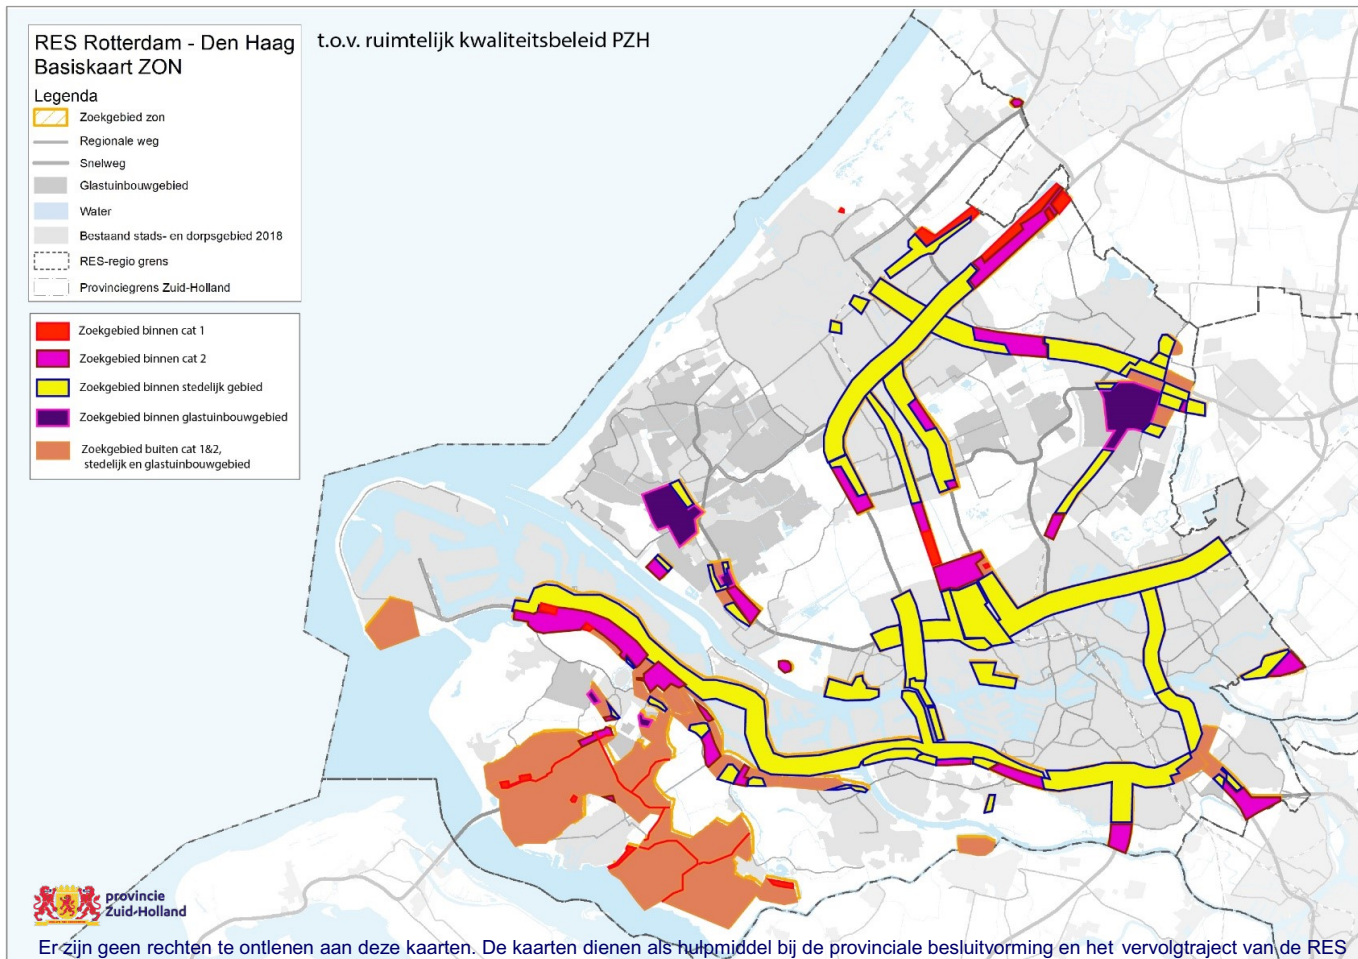 RES Rotterdam - Den Haag
Basiskaart ZON
t.o.v. ruimtelijk kwaliteitsbeleid PZH
Legenda
Zoekgebied zon
Regionale weg
Snelweg
Glastuinbouwgebied
Water
Bestaand stads- en dorpsgebied 2018
RES-regio grens
Provinciegrens Zuid-Holland
Zoekgebied binnen cat 1
Zoekgebied binnen cat 2
Zoekgebied binnen stedelijk gebied
Zoekgebied binnen glastuinbouwgebied
Zoekgebied buiten cat 1&2,
stedelijk en glastuinbouwgebied
provincie
Zuid-Holland
Er zijn geen rechten te ontlenen aan deze kaarten. De kaarten dienen als hulpmiddel bij de provinciale besluitvorming en het vervolgtraject van de RES